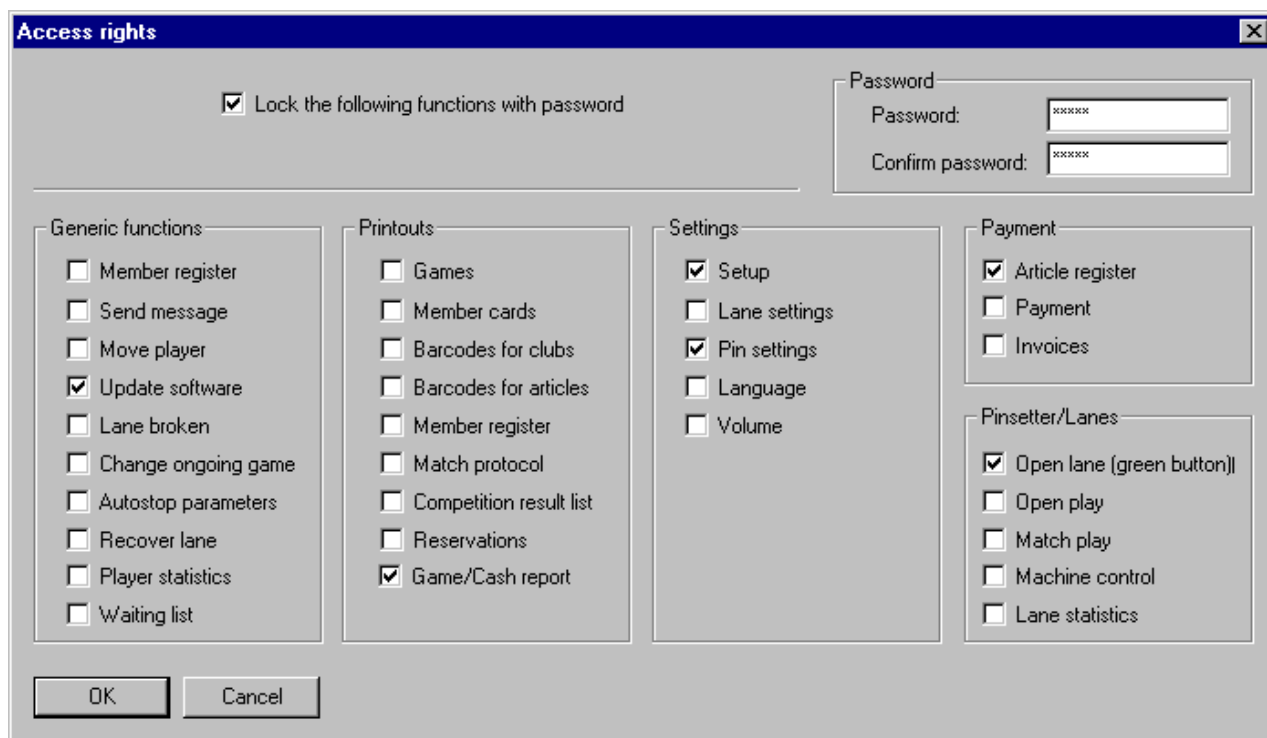 Access rights
Lock the following functions with password
Password
Password:
*****
Confirm password:
*****
Generic functions
Member register
Send message
Move player
Update software
Lane broken
Change ongoing game
Autostop parameters
Recover lane
Player statistics
Waiting list
Printouts
Games
Member cards
Barcodes for clubs
Barcodes for articles
Member register
Match protocol
Competition result list
Reservations
Game/Cash report
Settings
Setup
Lane settings
Pin settings
Language
Volume
Payment
Article register
Payment
Invoices
Pinsetter/Lanes
Open lane (green button)|
Open play
Match play
Machine control
Lane statistics
OK
Cancel